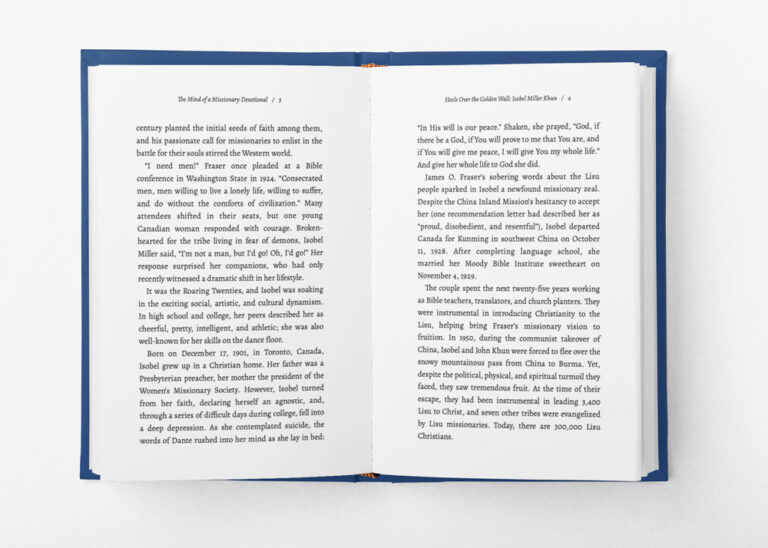 The Mind of a Missionary Devotional / 3
century planted the initial seeds of faith among them,
and his passionate call for missionaries to enlist in the
battle for their souls stirred the Western world.
"I need men!" Fraser once pleaded at a Bible
conference in Washington State in 1924. "Consecrated
men, men willing to live a lonely life, willing to suffer,
and do without the comforts of civilization." Many
attendees shifted in their seats, but one young
Canadian woman responded with courage. Broken-
hearted for the tribe living in fear of demons, Isobel
Miller said, "I'm not a man, but I'd go! Oh, I'd go!" Her
response surprised her companions, who had only
recently witnessed a dramatic shift in her lifestyle.
It was the Roaring Twenties, and Isobel was soaking
in the exciting social, artistic, and cultural dynamism.
In high school and college, her peers described her as
cheerful, pretty, intelligent, and athletic; she was also
well-known for her skills on the dance floor.
Born on December 17, 1901, in Toronto, Canada,
Isobel grew up in a Christian home. Her father was a
Presbyterian preacher, her mother the president of the
Women's Missionary Society. However, Isobel turned
from her faith, declaring herself an agnostic, and,
through a series of difficult days during college, fell into
a deep depression. As she contemplated suicide, the
words of Dante rushed into her mind as she lay in bed:
Heels Over the Golden Wall: Isobel Miller Khun / 4
"In His will is our peace." Shaken, she prayed, "God, if
there be a God, if You will prove to me that You are, and
if You will give me peace, I will give You my whole life."
And give her whole life to God she did.
James O. Fraser's sobering words about the Lisu
people sparked in Isobel a newfound missionary zeal.
Despite the China Inland Mission's hesitancy to accept
her (one recommendation letter had described her as
"proud, disobedient, and resentful"), Isobel departed
Canada for Kunming in southwest China on October
11, 1928. After completing language school, she
married her Moody Bible Institute sweetheart on
November 4, 1929.
The couple spent the next twenty-five years working
as Bible teachers, translators, and church planters. They
were instrumental in introducing Christianity to the
Lisu, helping bring Fraser's missionary vision to
fruition. In 1950, during the communist takeover of
China, Isobel and John Khun were forced to flee over the
snowy mountainous pass from China to Burma. Yet,
despite the political, physical, and spiritual turmoil they
faced, they saw tremendous fruit. At the time of their
escape, they had been instrumental in leading 3,400
Lisu to Christ, and seven other tribes were evangelized
by Lisu missionaries. Today, there are 300,000 Lisu
Christians.